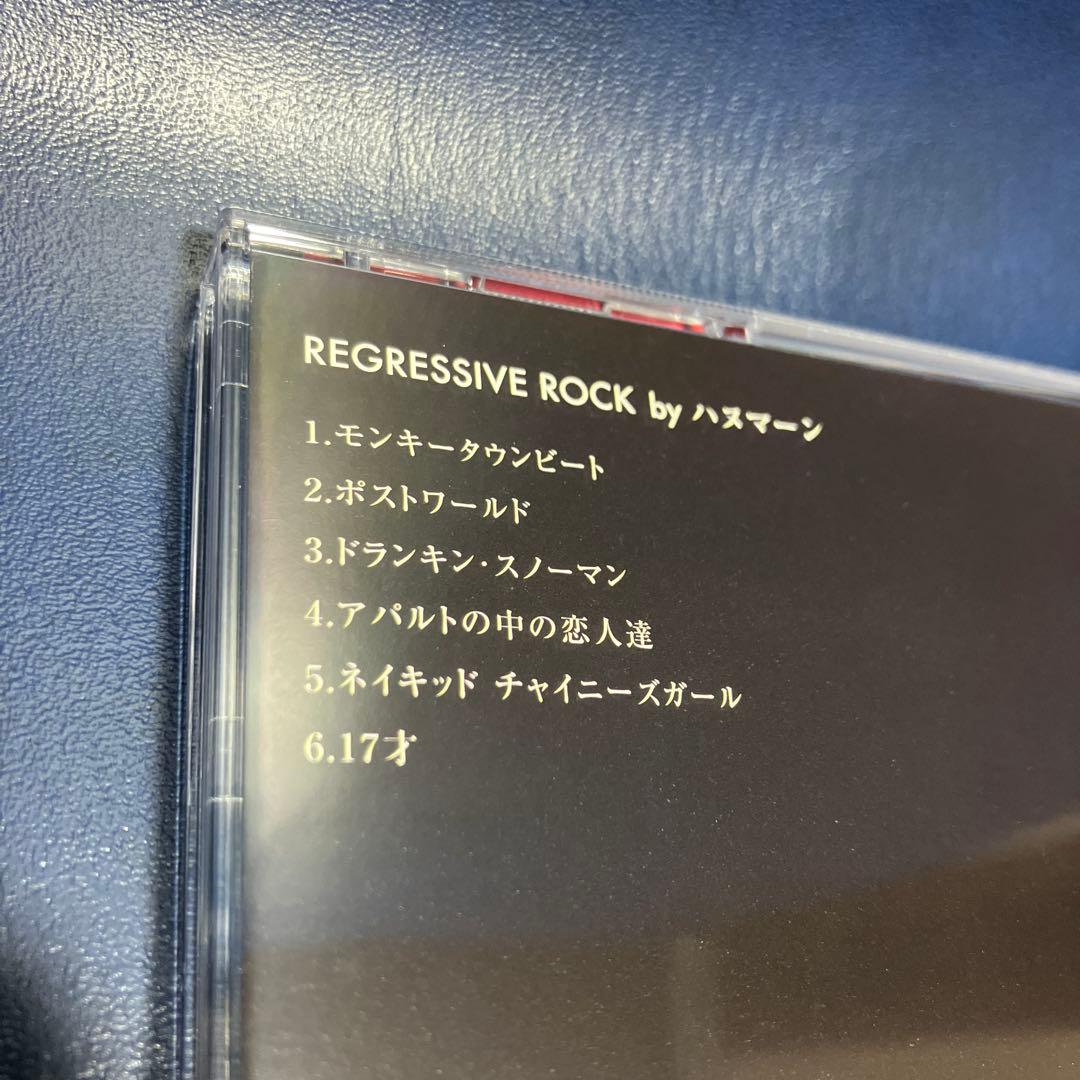 REGRESSIVE ROCK by ハヌマーン
1.モンキータウンビート
2.ポストワールド
3.ドランキン・スノーマン
4.アパルトの中の恋人達
5.ネイキッド チャイニーズガール
6.17才